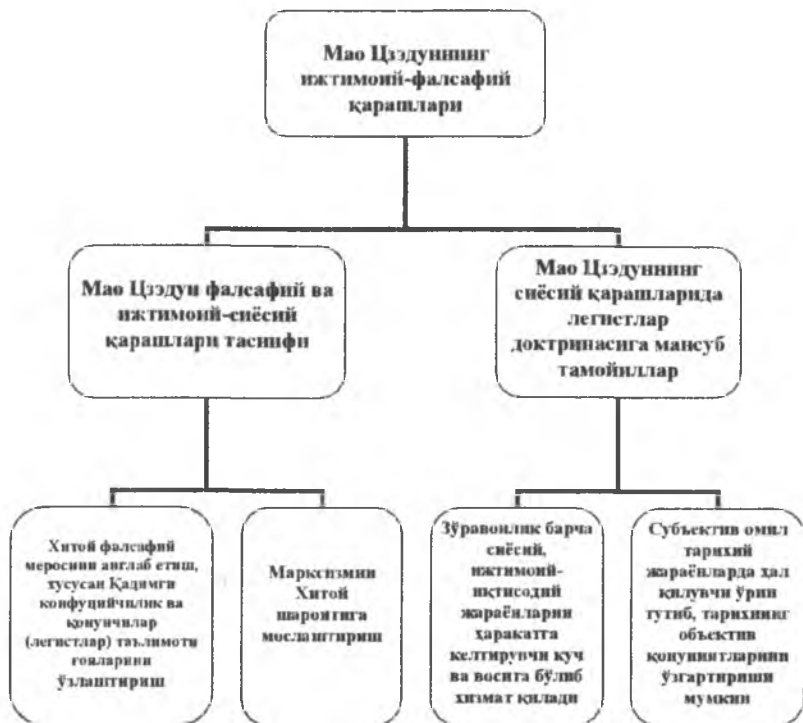 Мао Цзэдуннинг
ижтимоий-фалсафий
қарашлари
Мао Цзэдун фалсафий ва
ижтимоий-сиёсий
қарашлари таснифи
Мао Цзэдуннинг
сиёсий қарашларида
легистлар
доктринасига мансуб
тамойиллар
Хитой фалсафий
меросини англаб етиш,
хусусан Қадимги
конфуцийчилик ва
қонунчилар
(легистлар) таълимоти
ғояларини
ўзлаштириш
Марксизмни
Хитой
шароитига
мослаштириш
Зўравонлик барча
сиёсий,
ижтимоий-
иқтисодий
жараёнларни
ҳаракатга
келтирувчи куч
ва восита бўлиб
хизмат қилади
Субъектив омил
тарихий
жараёнларда ҳал
қилувчи ўрин
тутиб, тарихнинг
объектив
қонуниятларини
ўзгартириши
мумкин